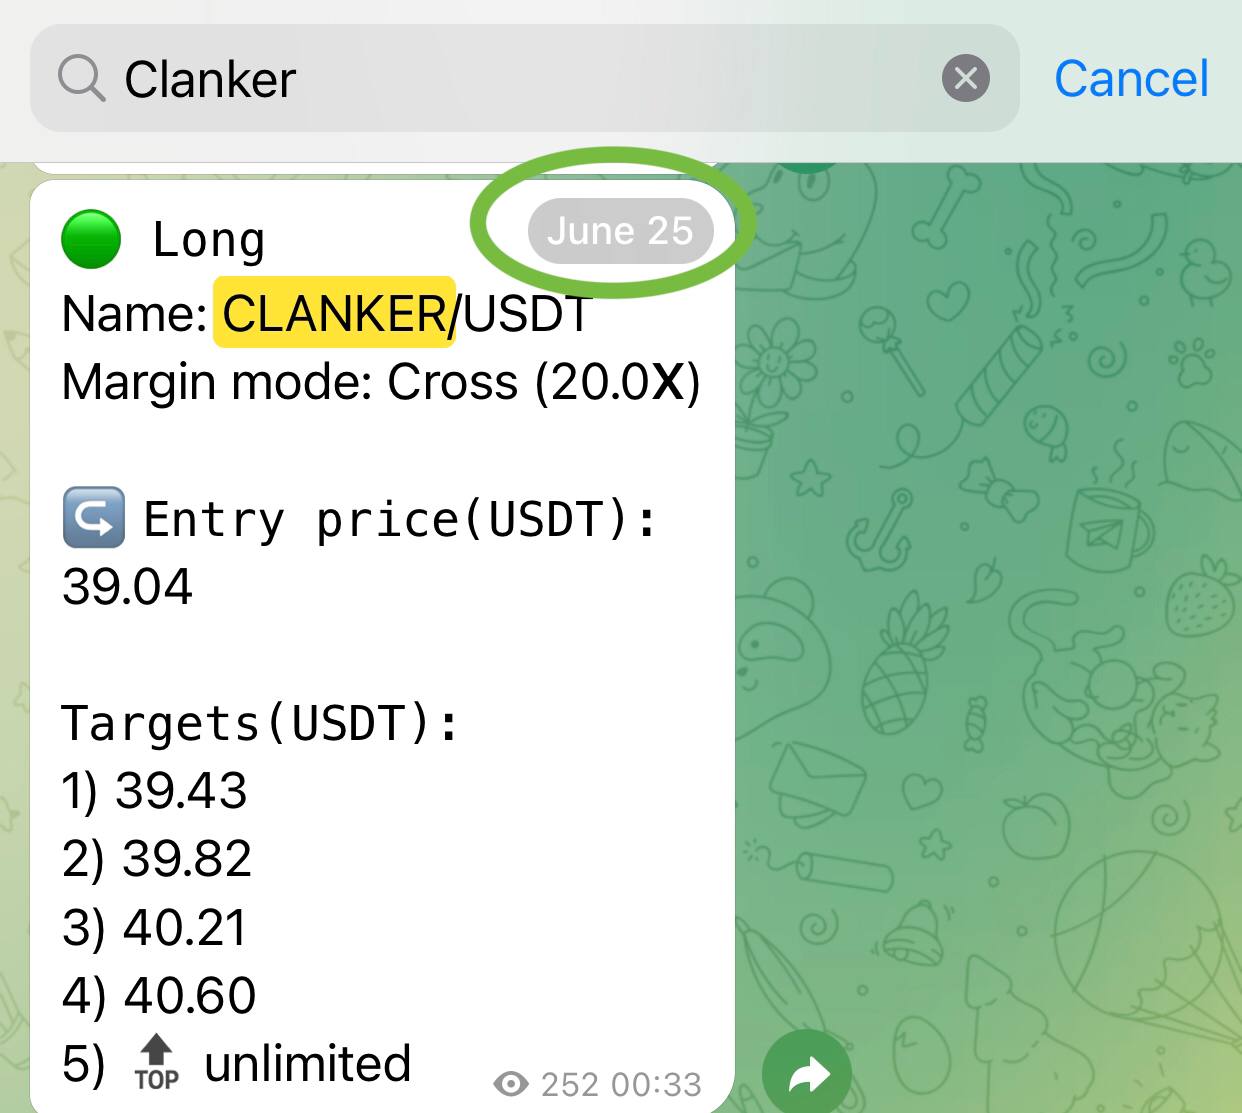 Clanker
Cancel
June 25
Long
Name: CLANKER/USDT
Margin mode: Cross (20.0X)
Entry price(USDT):
39.04
Targets(USDT):
1) 39.43
2) 39.82
3) 40.21
4) 40.60
5) TOP unlimited
252 00:33